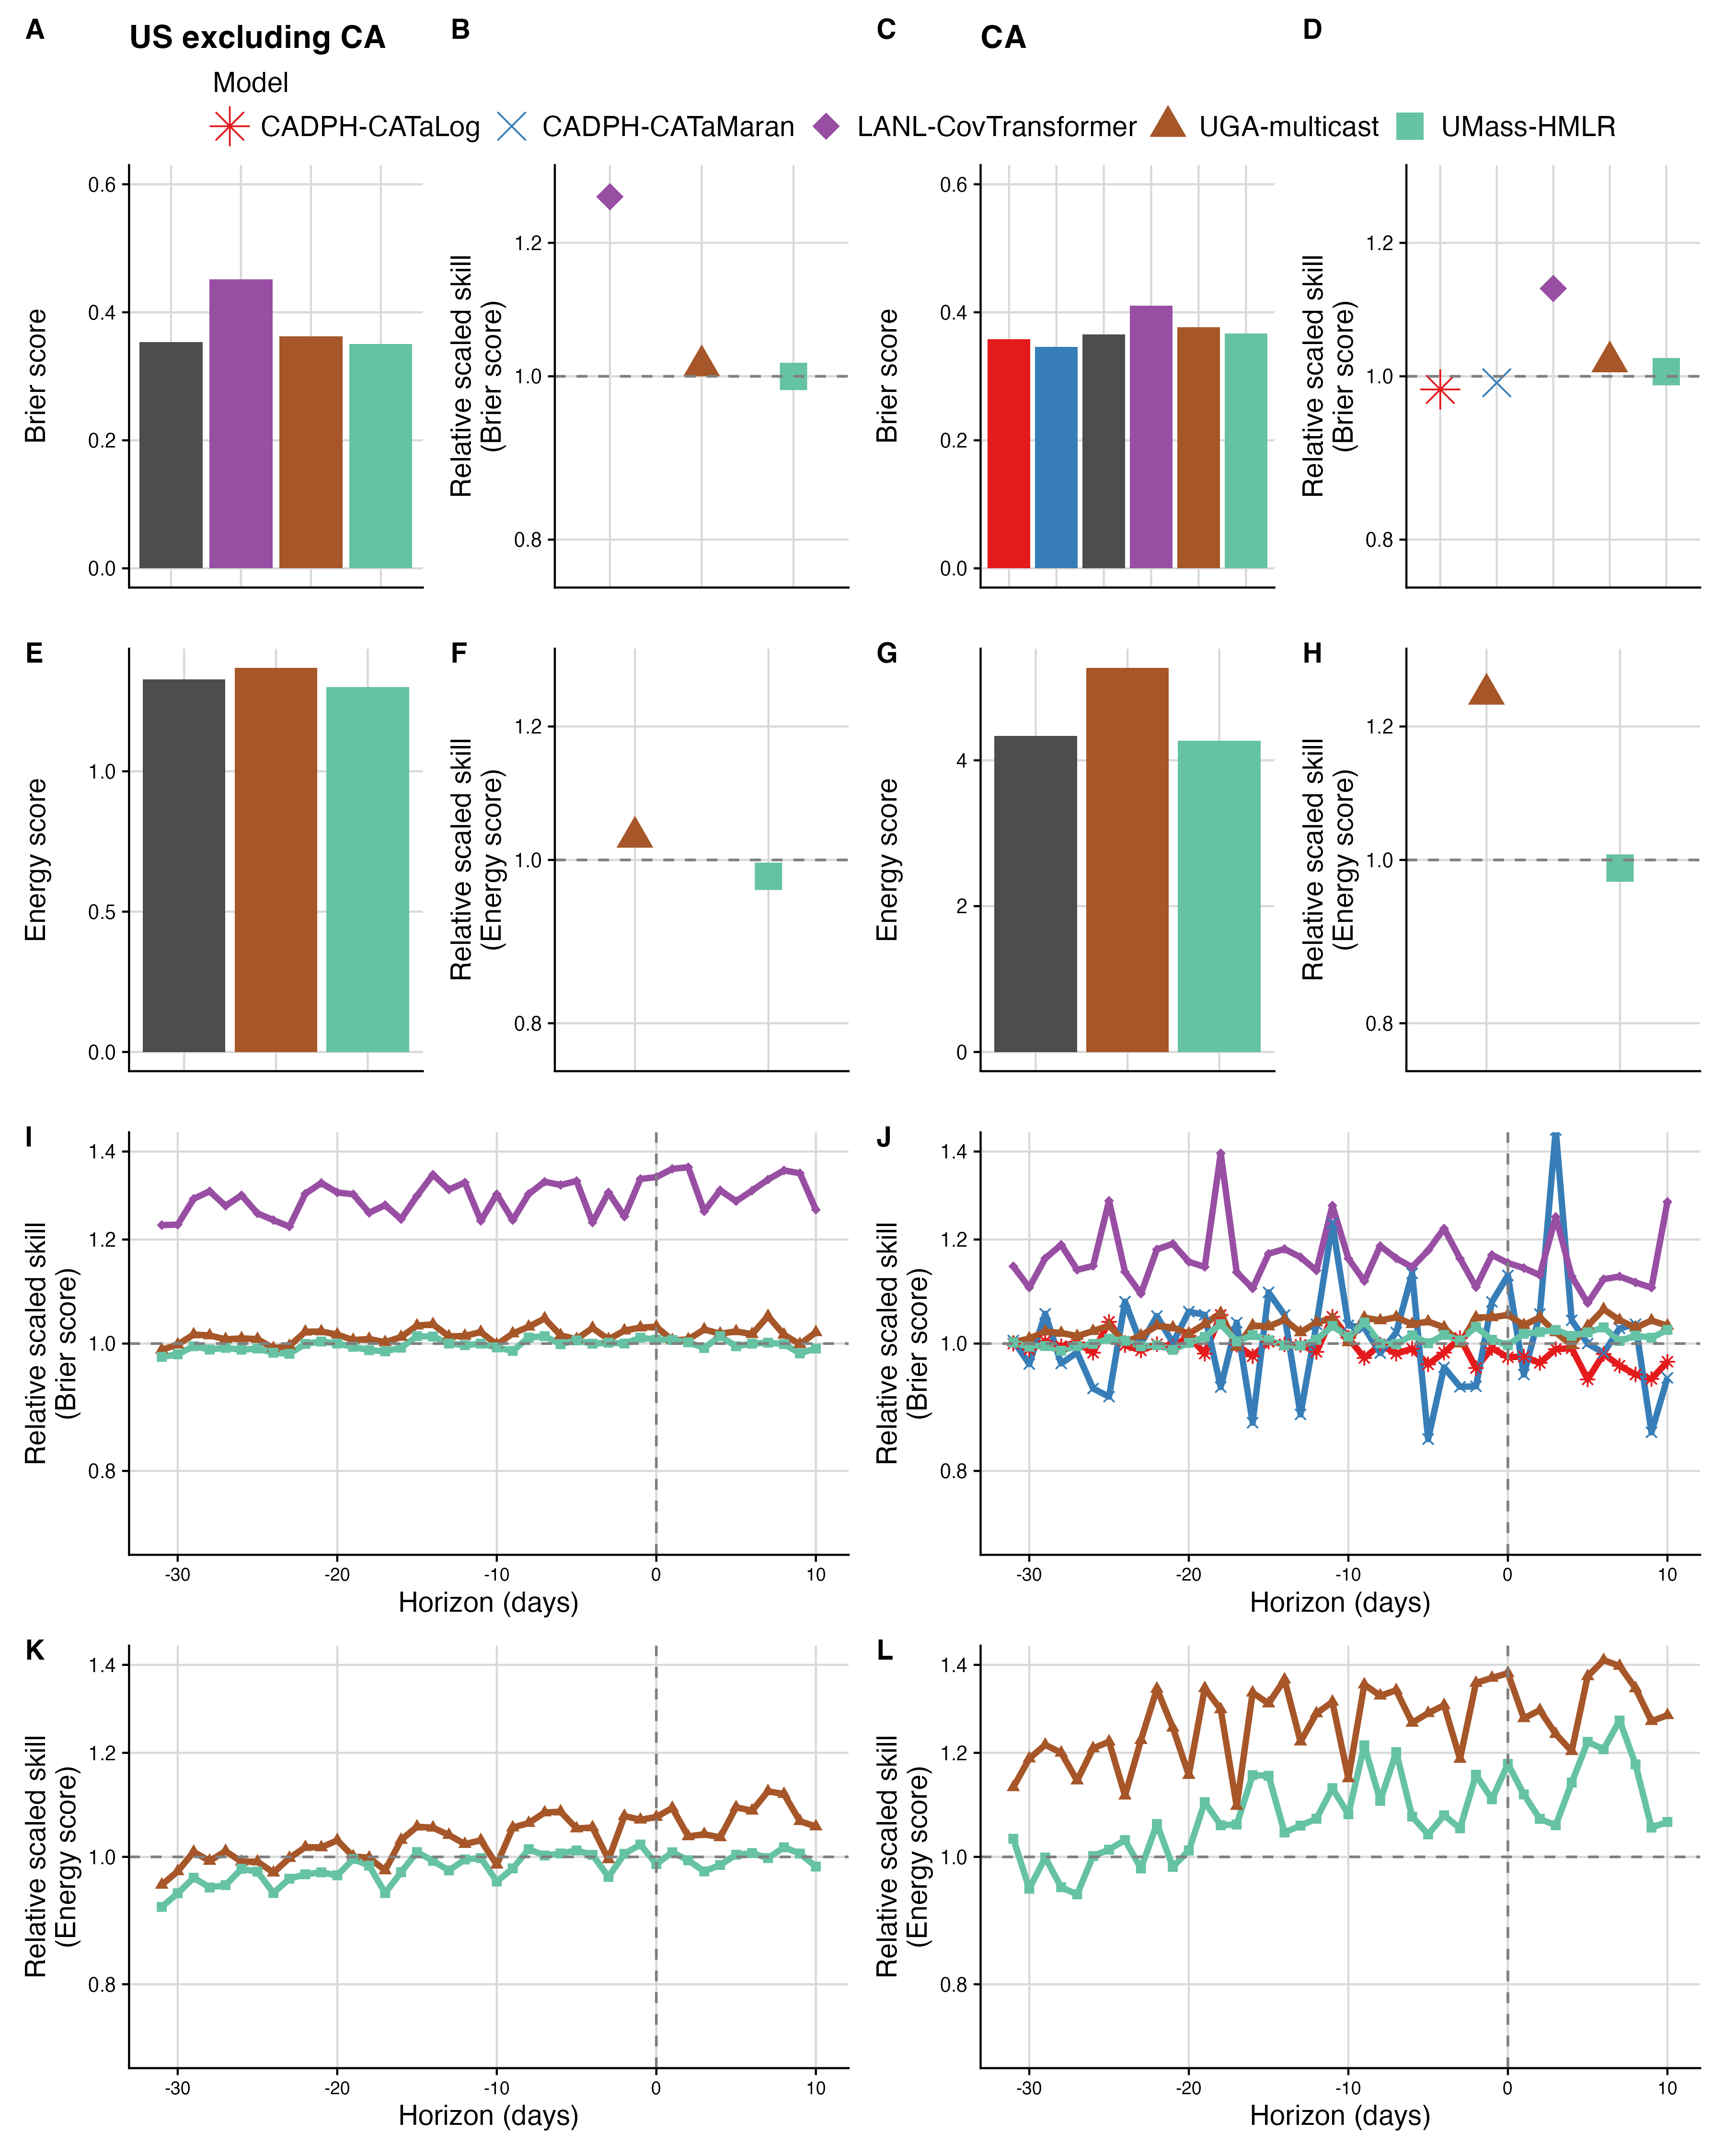 A US excluding CA B C CA D
Model
CADPH-CATaLog CADPH-CATaMaran LANL-CovTransformer UGA-multicast UMass-HMLR
Brier score
0.6
0.4
0.2
0.0
Relative scaled skill
(Brier score)
1.2
1.0
0.8
Brier score
0.6
0.4
0.2
0.0
Relative scaled skill
(Brier score)
1.2
1.0
0.8
E F G H
Energy score
1.0
0.5
0.0
Relative scaled skill
(Energy score)
1.2
1.0
0.8
Energy score
4
2
0
Relative scaled skill
(Energy score)
1.2
1.0
0.8
I
Relative scaled skill
(Brier score)
1.4
1.2
1.0
0.8
-30 -20 -10 0 10
Horizon (days)
J
Relative scaled skill
(Brier score)
1.4
1.2
1.0
0.8
-30 -20 -10 0 10
Horizon (days)
K
Relative scaled skill
(Energy score)
1.4
1.2
1.0
0.8
-30 -20 -10 0 10
Horizon (days)
L
Relative scaled skill
(Energy score)
1.4
1.2
1.0
0.8
-30 -20 -10 0 10
Horizon (days)